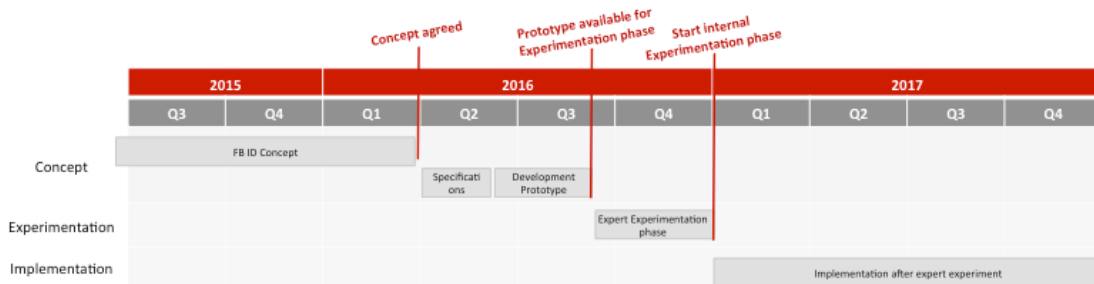 Concept agreed
Prototype available for
Experimentation phase
Start internal
Experimentation phase
2015
2016
2017
Q3
Q4
Q1
Q2
Q3
Q4
Q1
Q2
Q3
Q4
Concept
FB ID Concept
Specificati
ons
Development
Prototype
Experimentation
Expert Experimentation
phase
Implementation
Implementation after expert experiment